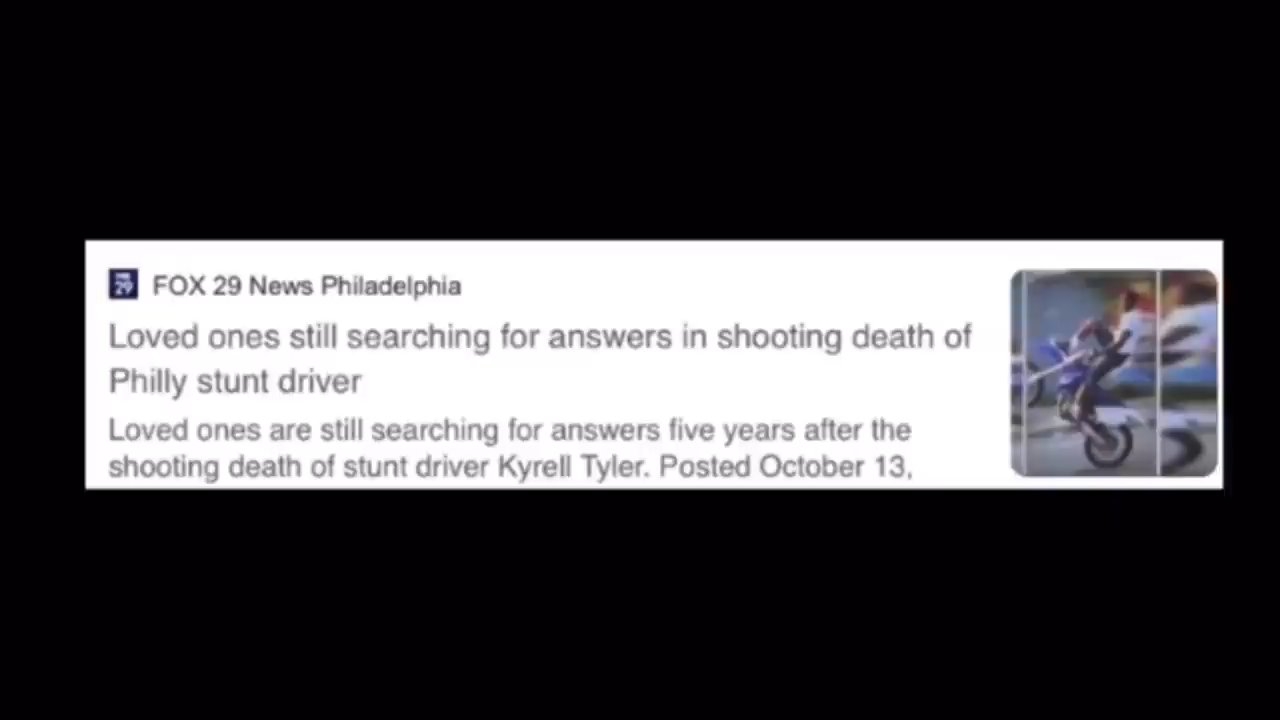 FOX 29
FOX 29 News Philadelphia
Loved ones still searching for answers in shooting death of
Philly stunt driver
Loved ones are still searching for answers five years after the
shooting death of stunt driver Kyrell Tyler. Posted October 13,